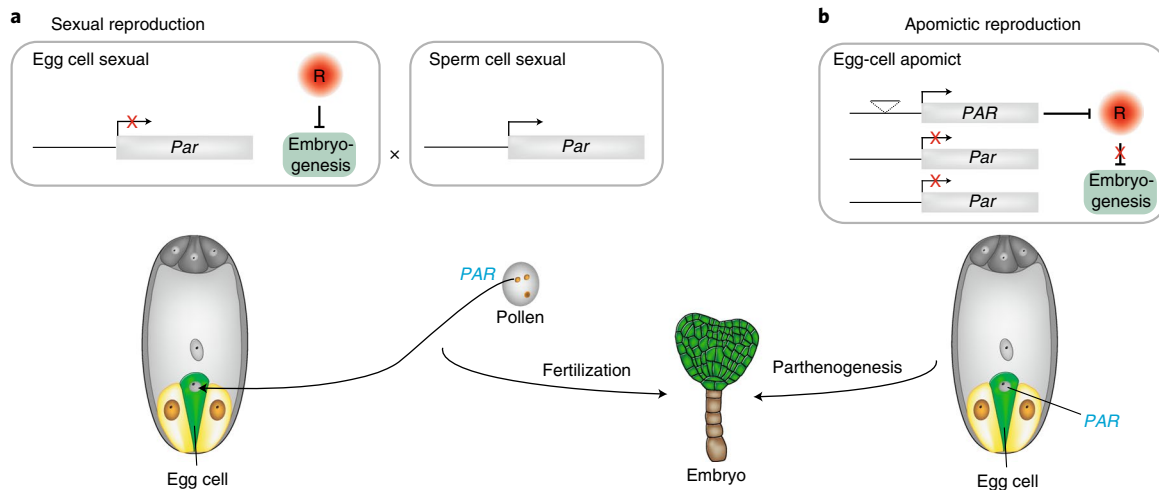 a
Sexual reproduction
Egg cell sexual
R
X
Par
Embryo-
genesis
×
Sperm cell sexual
Par
b
Apomictic reproduction
Egg-cell apomict
PAR
R
X
Par
X
X
Par
Embryo-
genesis
PAR
Pollen
Fertilization
Parthenogenesis
PAR
Egg cell
Embryo
Egg cell